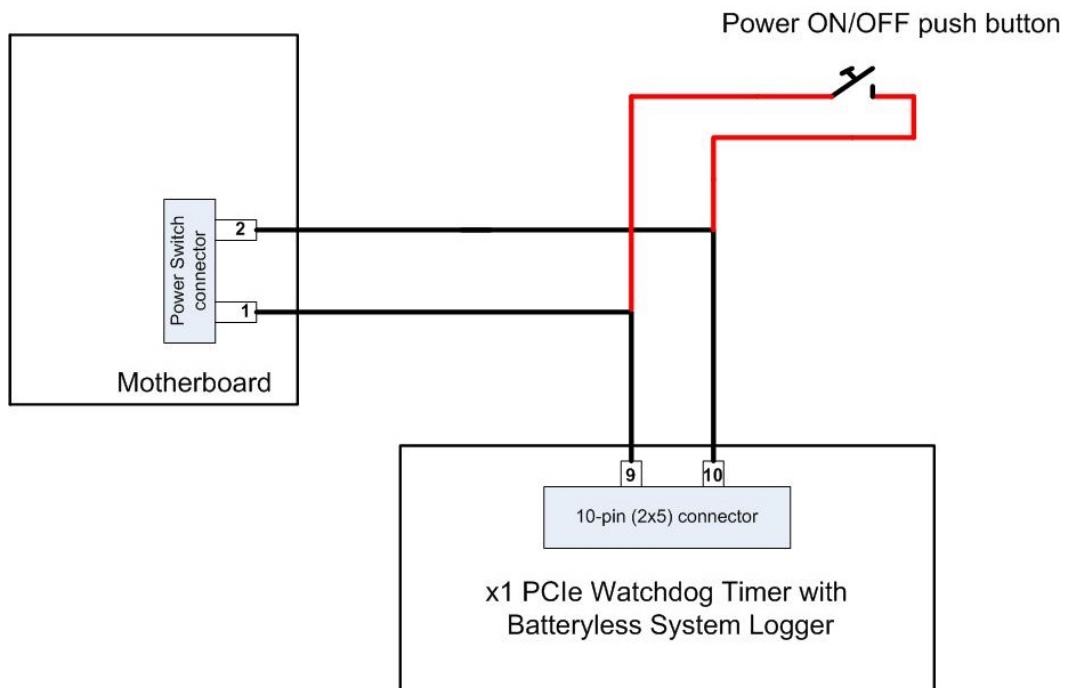 Power ON/OFF push button
Power Switch
connector
2
1
Motherboard
9
10
10-pin (2x5) connector
x1 PCIe Watchdog Timer with
Batteryless System Logger